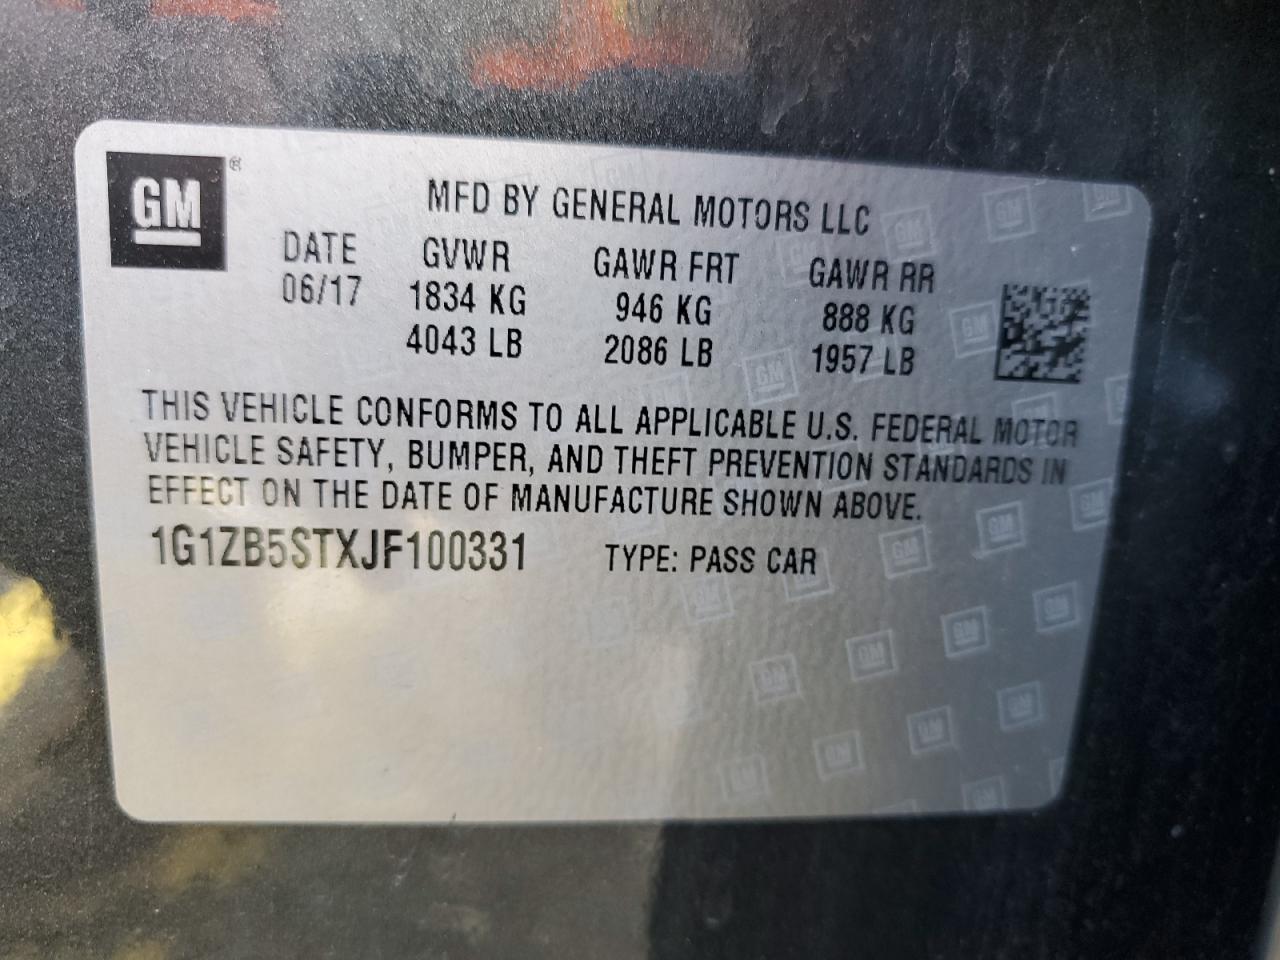 GM ®
MFD BY GENERAL MOTORS LLC
DATE GVWR GAWR FRT GAWR RR
06/17 1834 KG 946 KG 888 KG
4043 LB 2086 LB 1957 LB
THIS VEHICLE CONFORMS TO ALL APPLICABLE U.S. FEDERAL MOTOR
VEHICLE SAFETY, BUMPER, AND THEFT PREVENTION STANDARDS IN
EFFECT ON THE DATE OF MANUFACTURE SHOWN ABOVE.
1G1ZB5STXJF100331 TYPE: PASS CAR